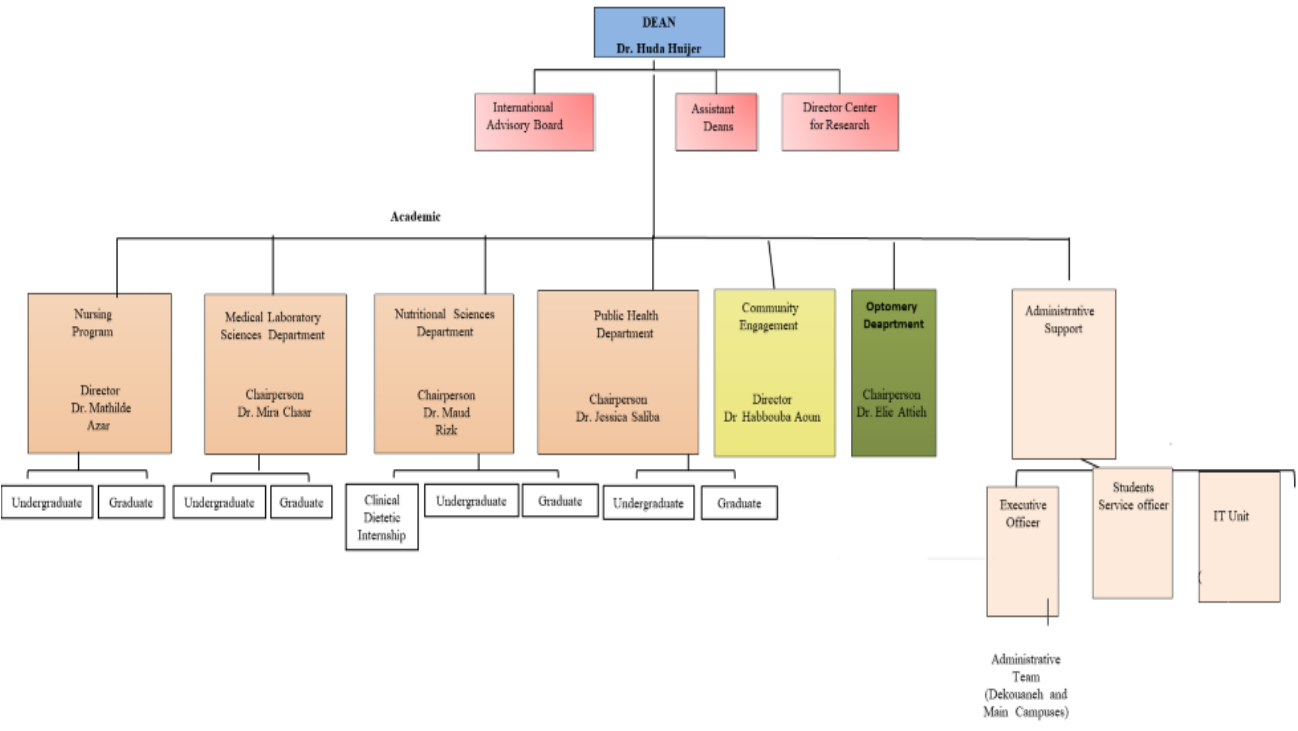 DEAN
Dr. Huda Huijer
International
Advisory Board
Assistant
Deans
Director Center
for Research
Academic
Nursing
Program
Director
Dr. Mathilde
Azar
Medical Laboratory
Sciences Department
Chairperson
Dr. Mira Chaar
Nutritional Sciences
Department
Chairperson
Dr. Maud
Rizk
Public Health
Department
Chairperson
Dr. Jessica Saliba
Community
Engagement
Director
Dr Habbouba Aoun
Optomery
Deaprtment
Chairperson
Dr. Elie Attieh
Administrative
Support
Undergraduate
Graduate
Undergraduate
Graduate
Clinical
Dietetic
Internship
Undergraduate
Graduate
Undergraduate
Graduate
Executive
Officer
Students
Service officer
IT Unit
(
Administrative
Team
(Dekouaneh and
Main Campuses)